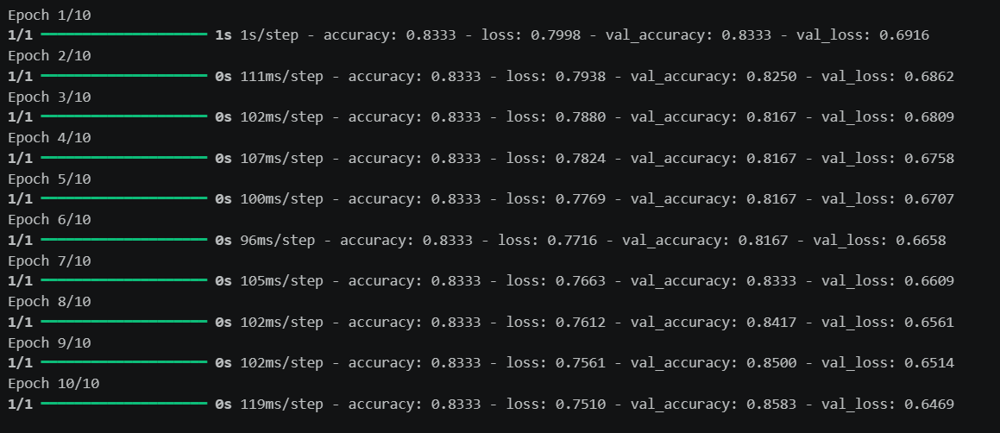 Epoch 1/10
1/1 ━━━━━━━━━━━━━━━━━━━━ 1s 1s/step - accuracy: 0.8333 - loss: 0.7998 - val_accuracy: 0.8333 - val_loss: 0.6916
Epoch 2/10
1/1 ━━━━━━━━━━━━━━━━━━━━ 0s 111ms/step - accuracy: 0.8333 - loss: 0.7938 - val_accuracy: 0.8250 - val_loss: 0.6862
Epoch 3/10
1/1 ━━━━━━━━━━━━━━━━━━━━ 0s 102ms/step - accuracy: 0.8333 - loss: 0.7880 - val_accuracy: 0.8167 - val_loss: 0.6809
Epoch 4/10
1/1 ━━━━━━━━━━━━━━━━━━━━ 0s 107ms/step - accuracy: 0.8333 - loss: 0.7824 - val_accuracy: 0.8167 - val_loss: 0.6758
Epoch 5/10
1/1 ━━━━━━━━━━━━━━━━━━━━ 0s 100ms/step - accuracy: 0.8333 - loss: 0.7769 - val_accuracy: 0.8167 - val_loss: 0.6707
Epoch 6/10
1/1 ━━━━━━━━━━━━━━━━━━━━ 0s 96ms/step - accuracy: 0.8333 - loss: 0.7716 - val_accuracy: 0.8167 - val_loss: 0.6658
Epoch 7/10
1/1 ━━━━━━━━━━━━━━━━━━━━ 0s 105ms/step - accuracy: 0.8333 - loss: 0.7663 - val_accuracy: 0.8333 - val_loss: 0.6609
Epoch 8/10
1/1 ━━━━━━━━━━━━━━━━━━━━ 0s 102ms/step - accuracy: 0.8333 - loss: 0.7612 - val_accuracy: 0.8417 - val_loss: 0.6561
Epoch 9/10
1/1 ━━━━━━━━━━━━━━━━━━━━ 0s 102ms/step - accuracy: 0.8333 - loss: 0.7561 - val_accuracy: 0.8500 - val_loss: 0.6514
Epoch 10/10
1/1 ━━━━━━━━━━━━━━━━━━━━ 0s 119ms/step - accuracy: 0.8333 - loss: 0.7510 - val_accuracy: 0.8583 - val_loss: 0.6469